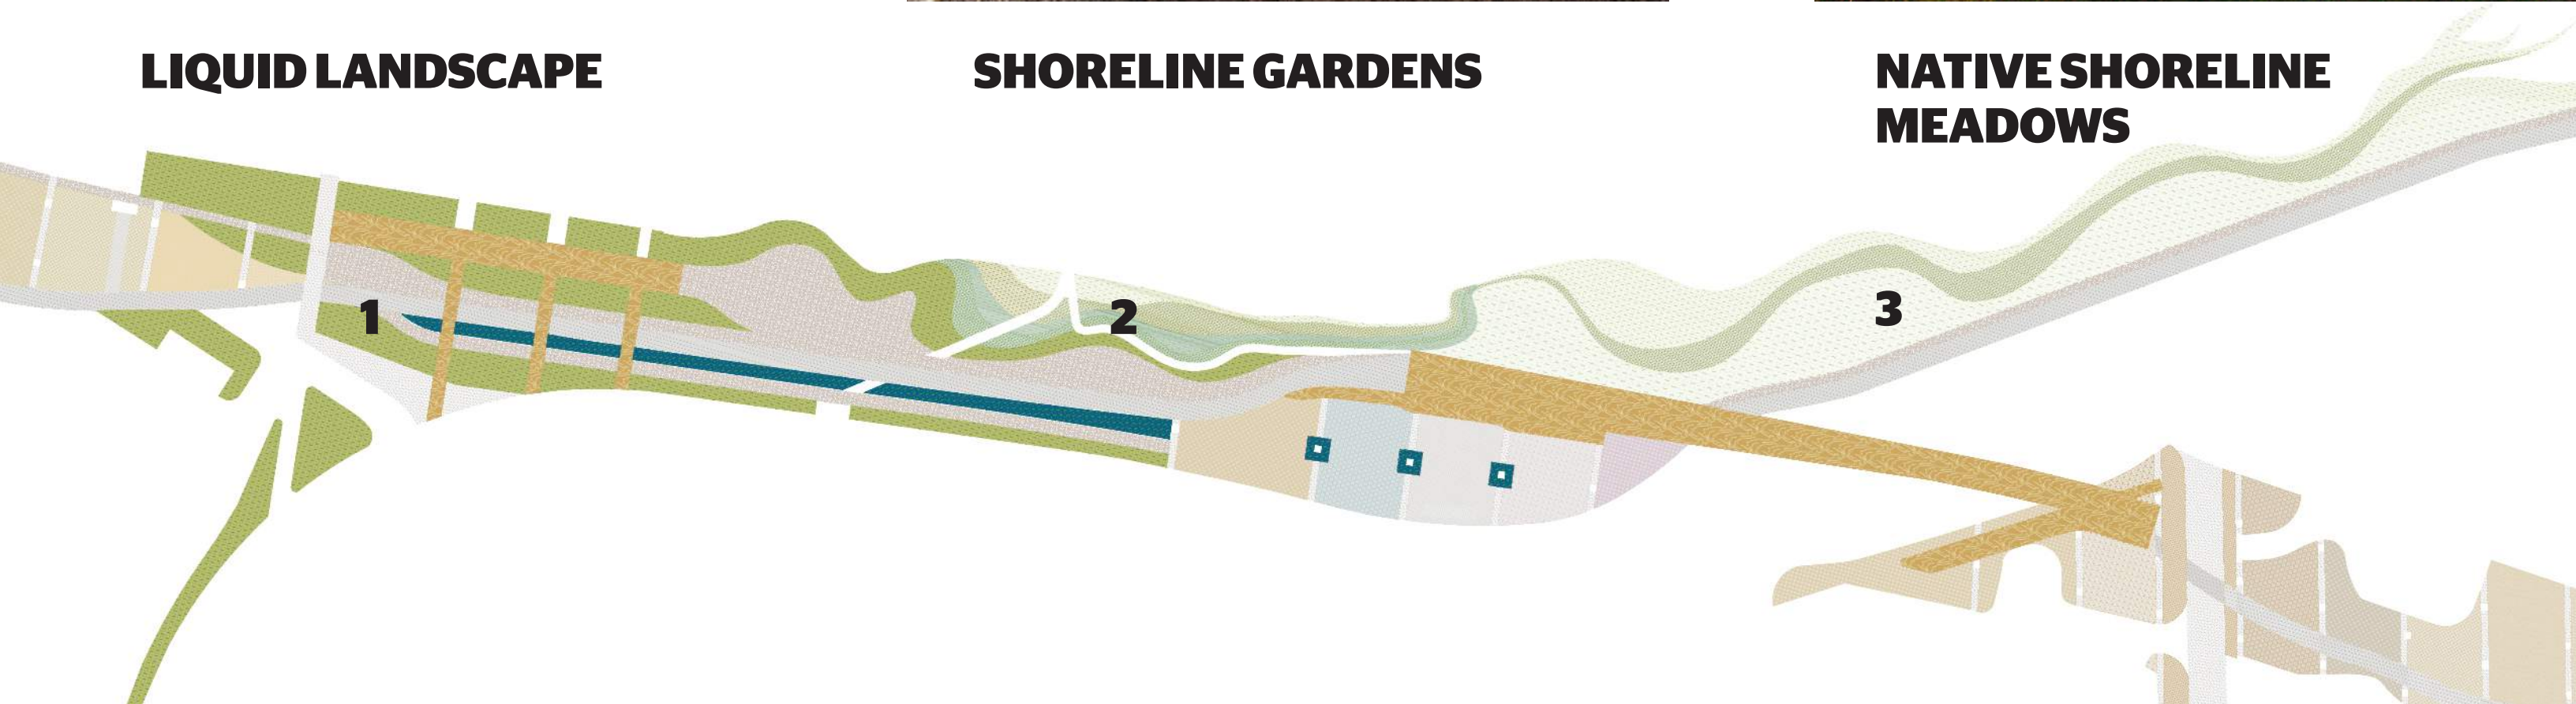 LIQUID LANDSCAPE
SHORELINE GARDENS
NATIVE SHORELINE
MEADOWS
1
2
3